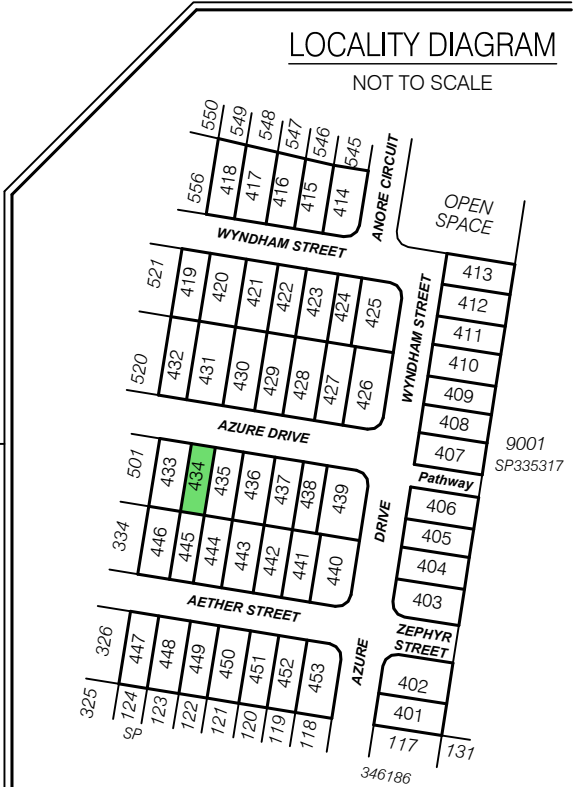 LOCALITY DIAGRAM
NOT TO SCALE
550 549 548 547 546 545
556 418 417 416 415 414
ANORE CIRCUIT
OPEN
SPACE
WYNDHAM STREET
521 419 420 421 422 423 424 425
520 432 431 430 429 428 427 426
WYNDHAM STREET
413
412
411
410
409
408
407
9001
SP335317
Pathway
AZURE DRIVE
501 433 434 435 436 437 438 439
334 446 445 444 443 442 441 440
406
405
404
403
AETHER STREET
AZURE DRIVE
ZEPHYR
STREET
326 447 448 449 450 451 452 453
325 124 123 122 121 120 119 118
SP
402
401
117 131
346186